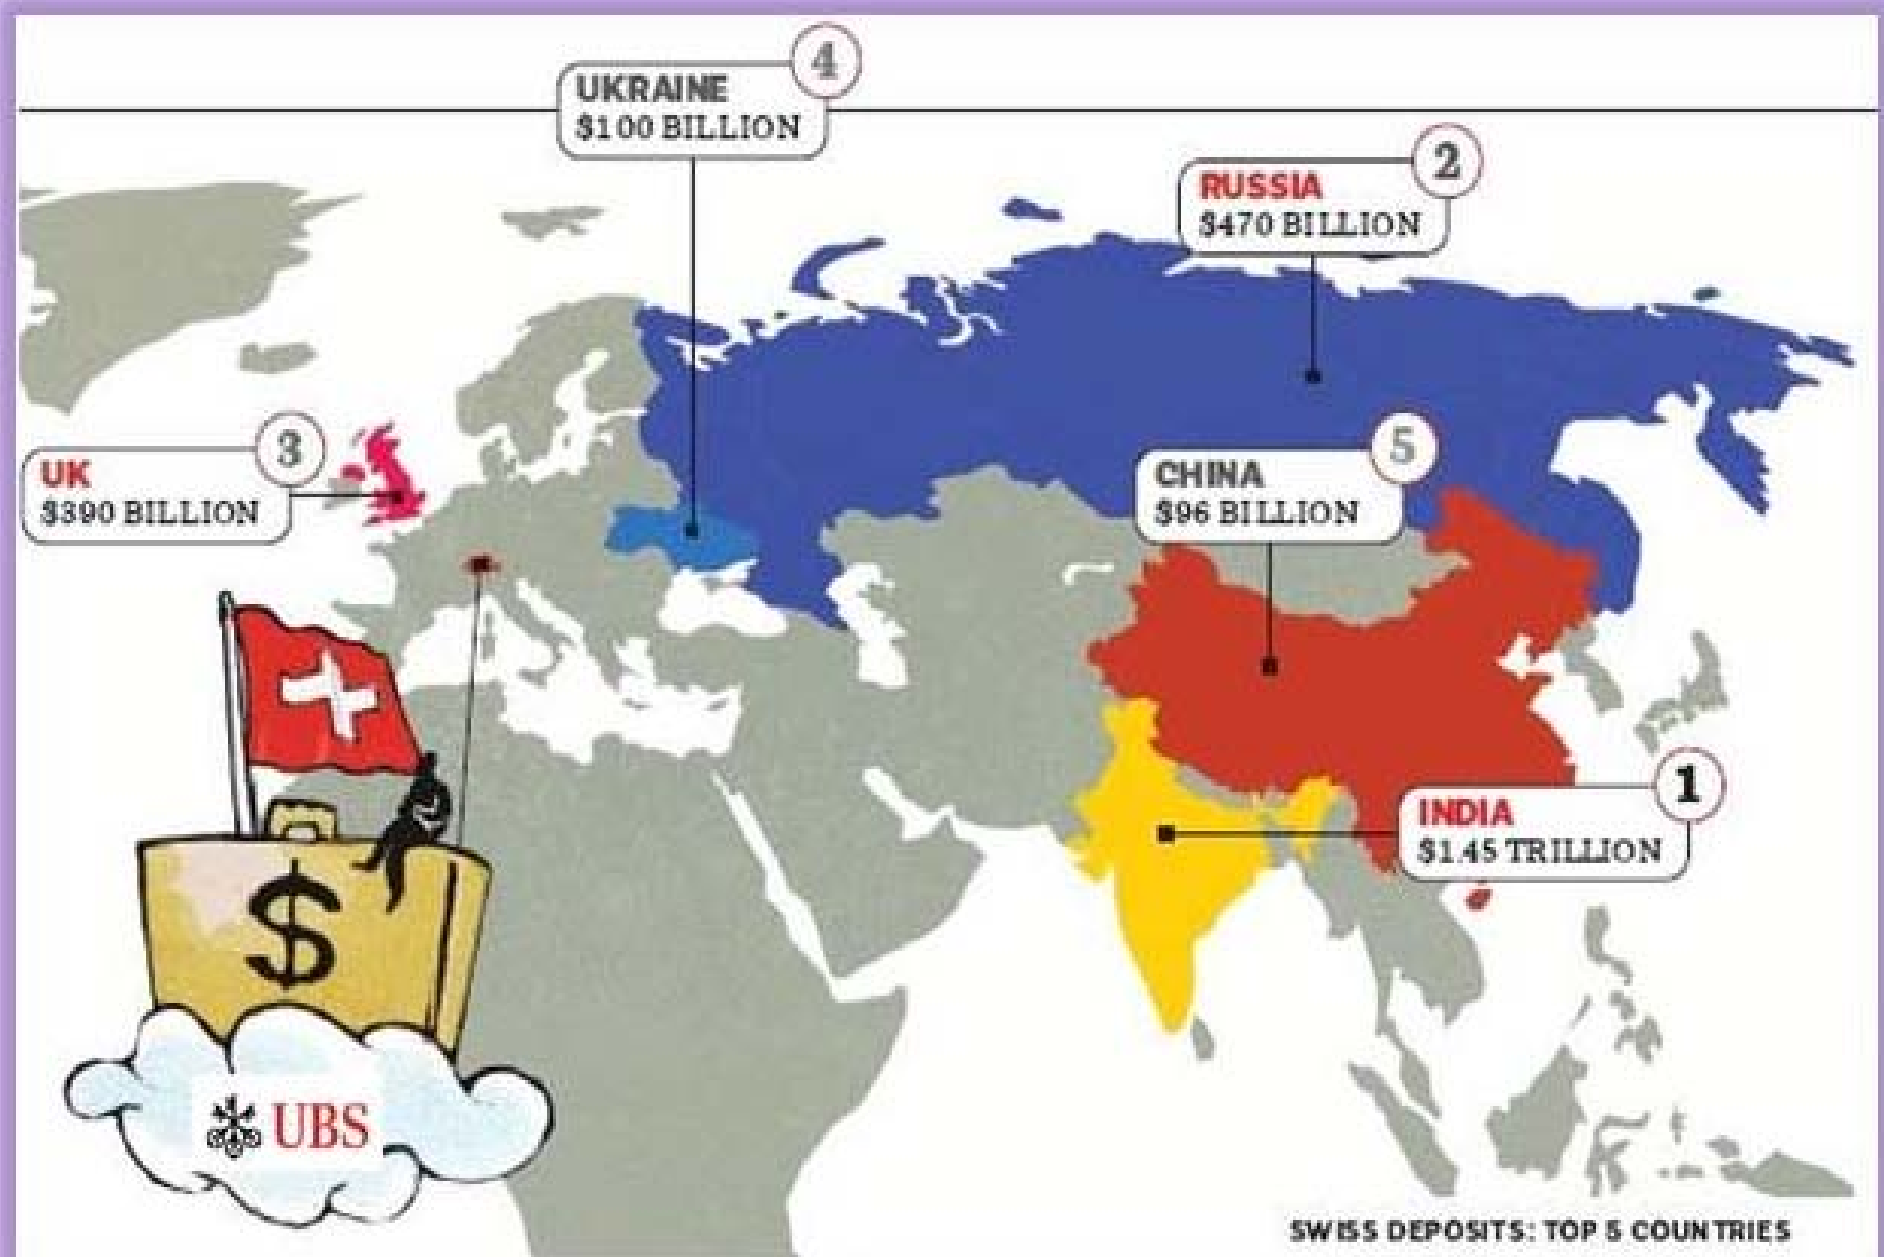 4
UKRAINE
$100 BILLION
2
RUSSIA
$470 BILLION
3
UK
$390 BILLION
5
CHINA
$96 BILLION
1
INDIA
$1.45 TRILLION
$
UBS
SWISS DEPOSITS: TOP 5 COUNTRIES